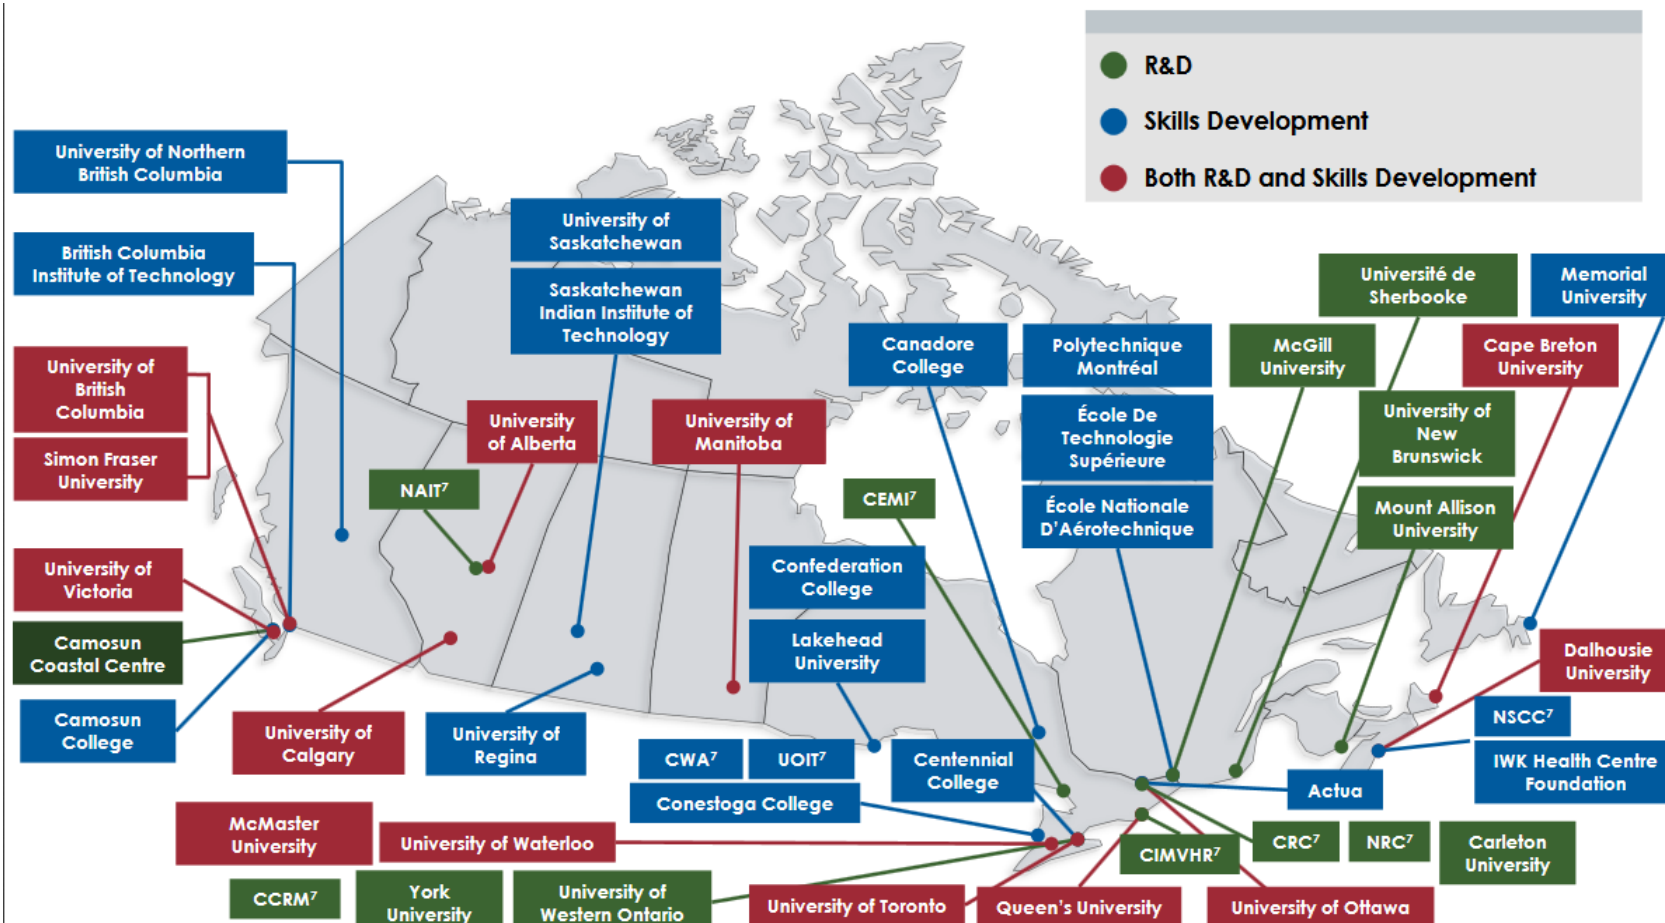 R&D
Skills Development
Both R&D and Skills Development
University of Northern
British Columbia
British Columbia
Institute of Technology
University of
British
Columbia
Simon Fraser
University
University of
Victoria
Camosun
Coastal Centre
Camosun
College
University of
Saskatchewan
Saskatchewan
Indian Institute of
Technology
University
of Alberta
NAIT⁷
University of
Manitoba
University of
Calgary
University of
Regina
Canadore
College
CEMI⁷
Confederation
College
Lakehead
University
Polytechnique
Montréal
École De
Technologie
Supérieure
École Nationale
D'Aérotechnique
McGill
University
Université de
Sherbooke
Memorial
University
Cape Breton
University
University of
New
Brunswick
Mount Allison
University
Dalhousie
University
NSCC⁷
IWK Health Centre
Foundation
Actua
CWA⁷
UOIT⁷
Centennial
College
Conestoga College
McMaster
University
University of Waterloo
CIMVHR⁷
CRC⁷
NRC⁷
Carleton
University
CCRM⁷
York
University
University of
Western Ontario
University of Toronto
Queen's University
University of Ottawa